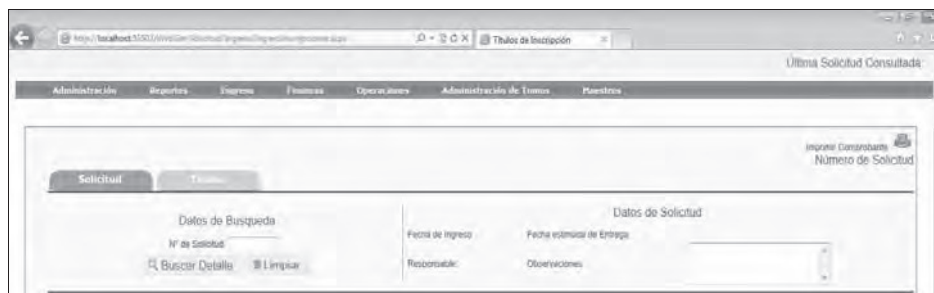 Títulos de Inscripción
Última Solicitud Consultada
Administración Reportes Ingreso Finanzas Operaciones Administración de Tomos Maestros
Imprimir Comprobante
Número de Solicitud
Solicitud Títulos
Datos de Busqueda
Datos de Solicitud
N° de Solicitud
Fecha de Ingreso Fecha estimada de Entrega
Buscar Detalle Limpiar
Responsable: Observaciones